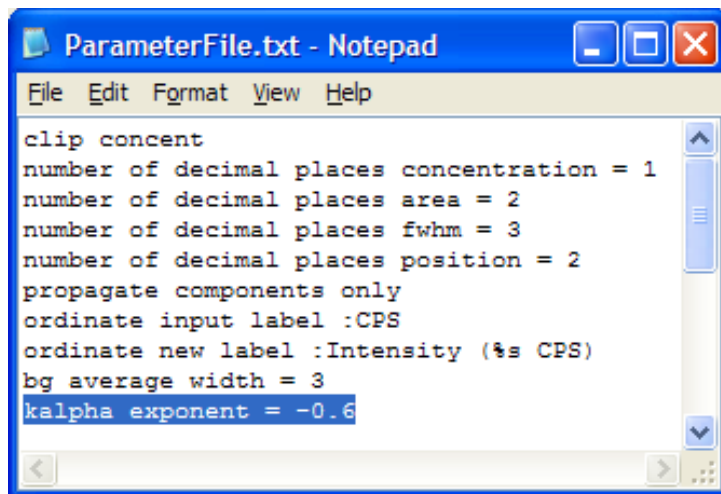 ParameterFile.txt - Notepad
File Edit Format View Help
clip concent
number of decimal places concentration = 1
number of decimal places area = 2
number of decimal places fwhm = 3
number of decimal places position = 2
propagate components only
ordinate input label :CPS
ordinate new label :Intensity (%s CPS)
bg average width = 3
kalpha exponent = -0.6